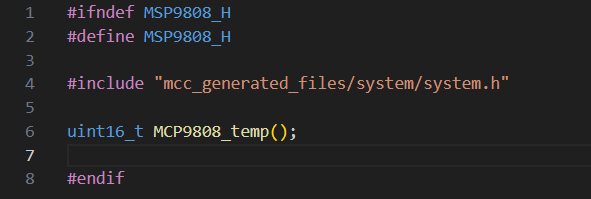 1 #ifndef MSP9808_H
2 #define MSP9808_H
3
4 #include "mcc_generated_files/system/system.h"
5
6 uint16_t MCP9808_temp();
7
8 #endif